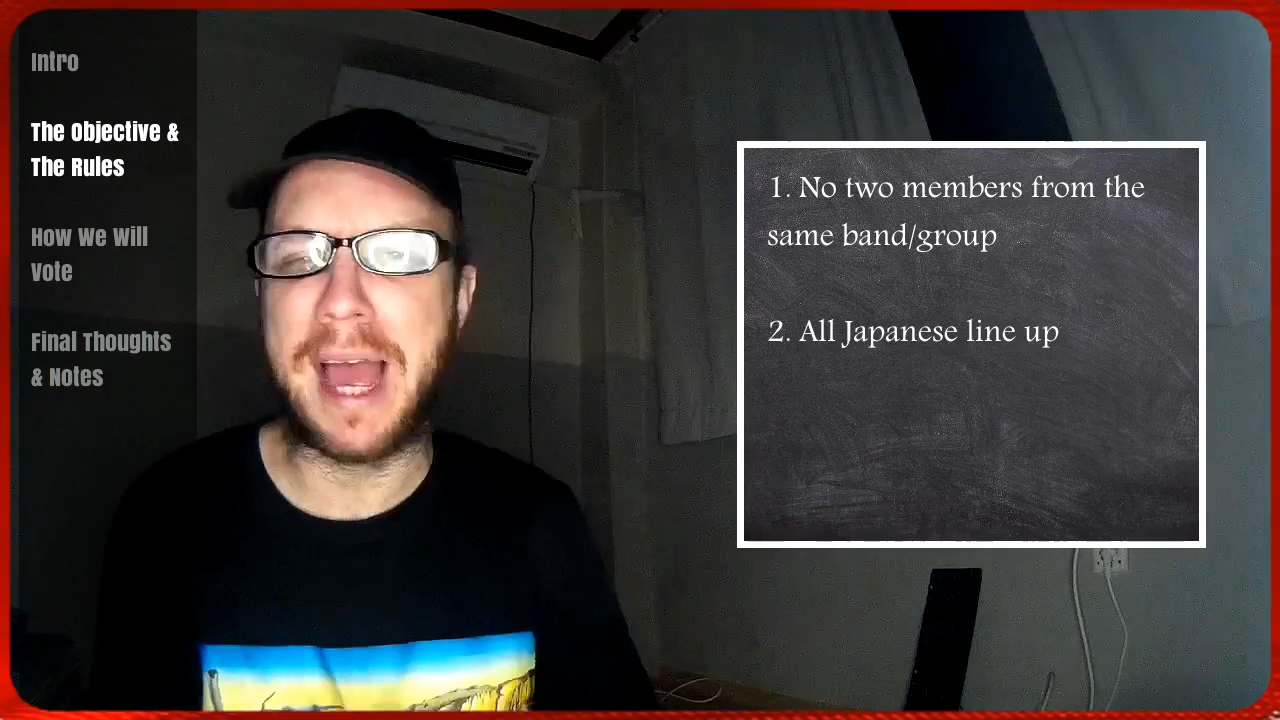 Intro
The Objective &
The Rules
How We Will
Vote
Final Thoughts
& Notes
1. No two members from the
same band/group
2. All Japanese line up